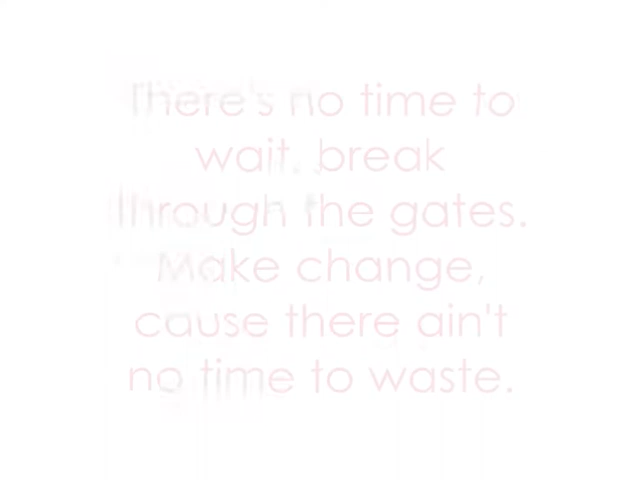 There's no time to
wait, break
through the gates.
Make change,
cause there ain't
no time to waste.